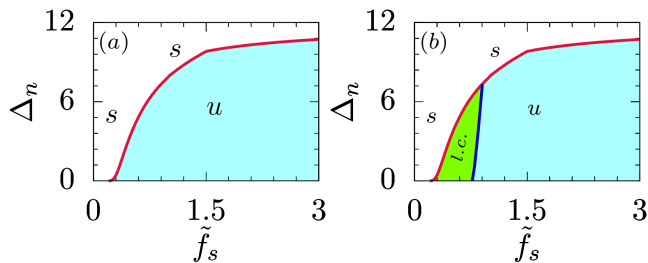 12 (a) s
Δn 6 s u
0
0 1.5 3
f̃s
12 (b) s
Δn 6 s l.c. u
0
0 1.5 3
f̃s